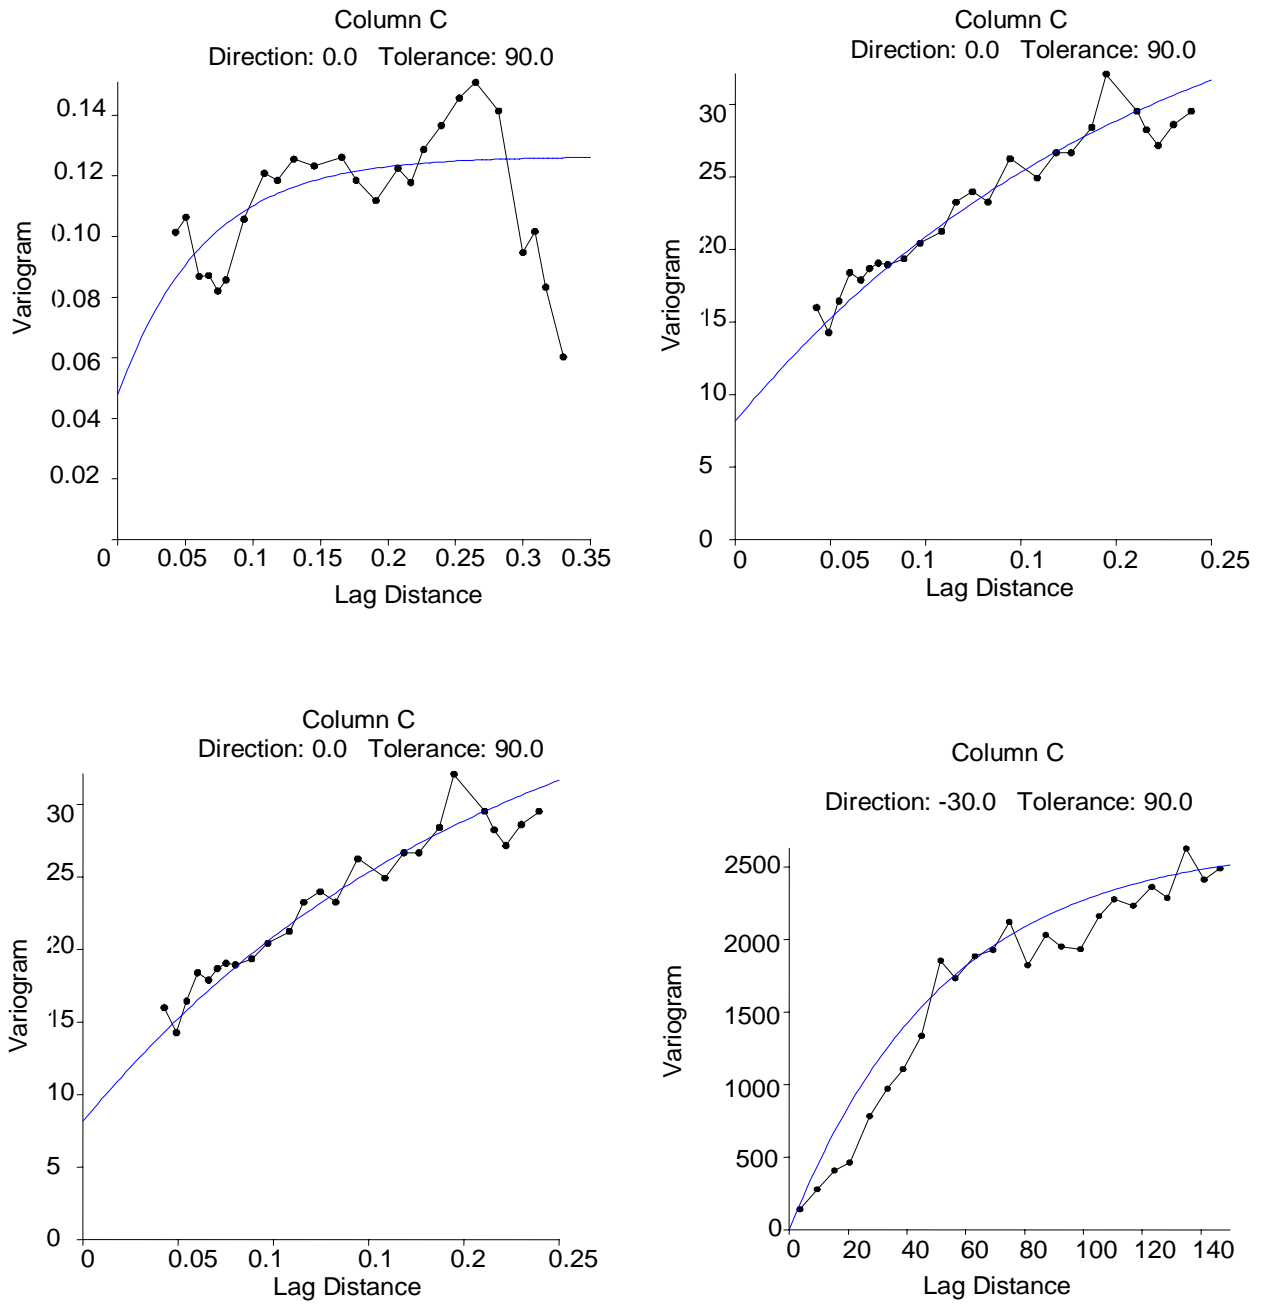 Column C
Direction: 0.0 Tolerance: 90.0
0.14
0.12
0.10
0.08
0.06
0.04
0.02
Variogram
0 0.05 0.1 0.15 0.2 0.25 0.3 0.35
Lag Distance
Column C
Direction: 0.0 Tolerance: 90.0
30
25
20
15
10
5
0
Variogram
0 0.05 0.1 0.1 0.2 0.25
Lag Distance
Column C
Direction: 0.0 Tolerance: 90.0
30
25
20
15
10
5
0
Variogram
0 0.05 0.1 0.1 0.2 0.25
Lag Distance
Column C
Direction: -30.0 Tolerance: 90.0
2500
2000
1500
1000
500
0
Variogram
0 20 40 60 80 100 120 140
Lag Distance